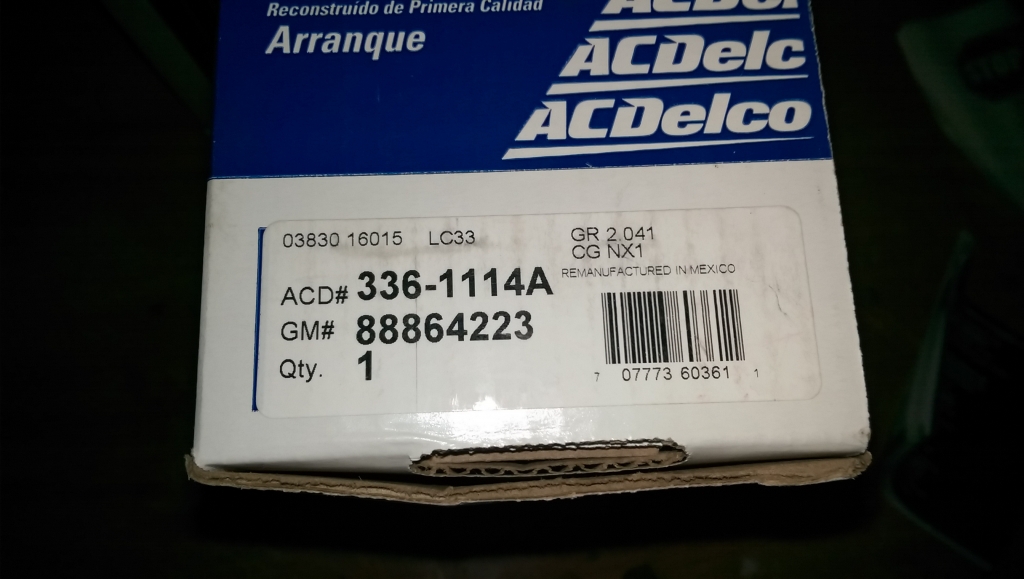 Reconstruído de Primera Calidad
Arranque
ACDelc
ACDelco
03830 16015 LC33
GR 2.041
CG NX1
REMANUFACTURED IN MEXICO
ACD# 336-1114A
GM# 88864223
Qty. 1
7 07773 60361 1